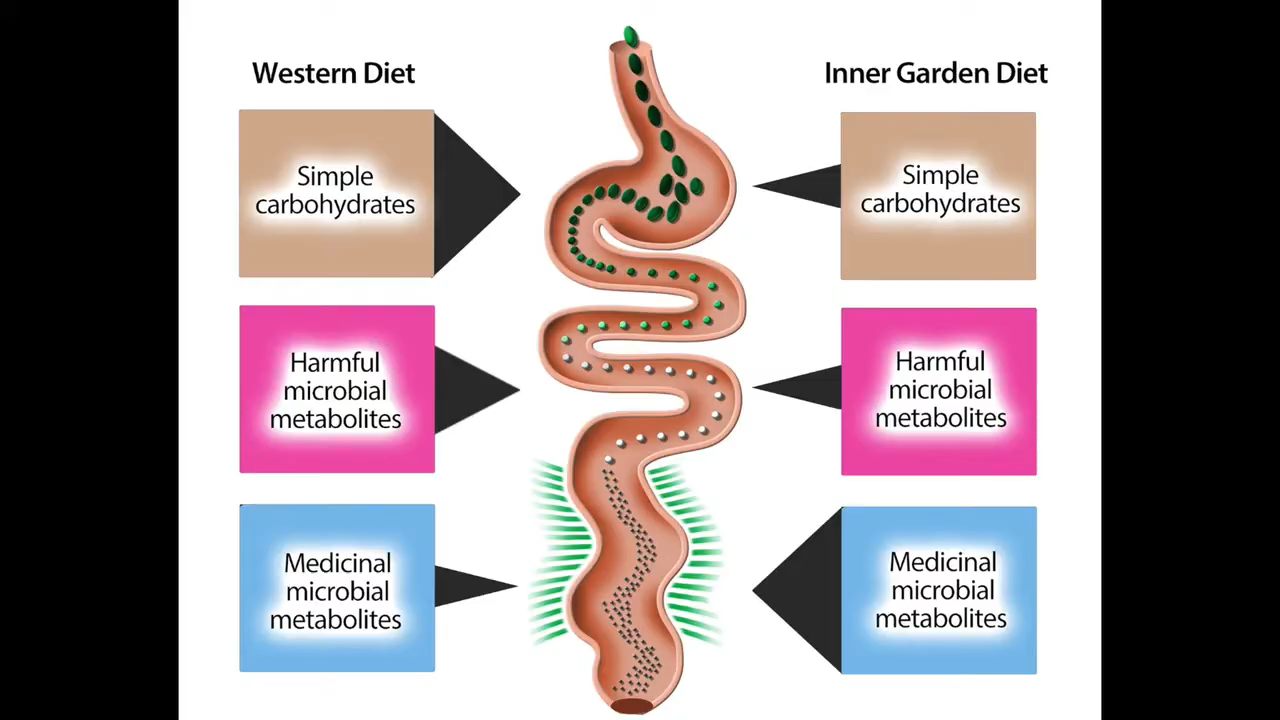 Western Diet
Simple
carbohydrates
Harmful
microbial
metabolites
Medicinal
microbial
metabolites
Inner Garden Diet
Simple
carbohydrates
Harmful
microbial
metabolites
Medicinal
microbial
metabolites